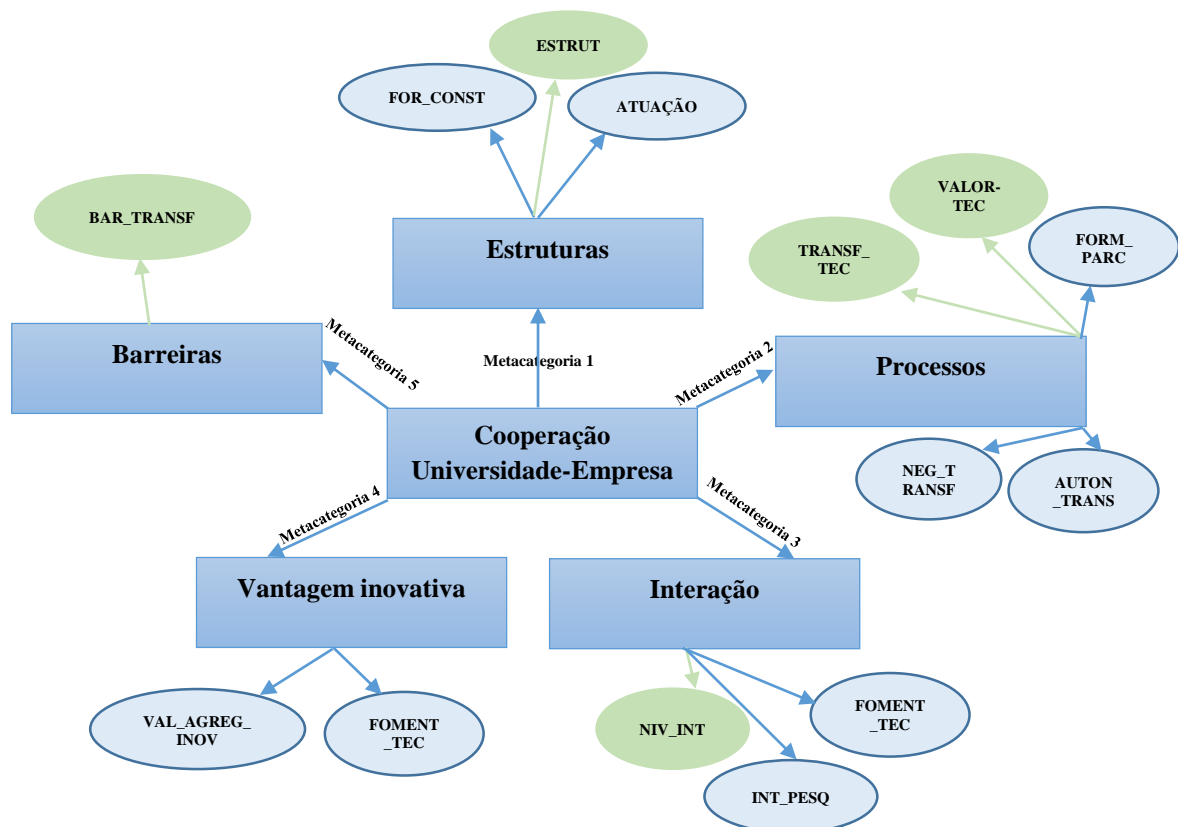 ESTRUT
FOR_CONST
ATUAÇÃO
BAR_TRANSF
VALOR-
TEC
TRANSF_
TEC
FORM_
PARC
Estruturas
Barreiras
Metacategoria 5
Metacategoria 1
Metacategoria 2
Processos
Cooperação
Universidade-Empresa
NEG_T
RANSF
AUTON
_TRANS
Metacategoria 4
Metacategoria 3
Vantagem inovativa
Interação
VAL_AGREG_
INOV
FOMENT
_TEC
NIV_INT
FOMENT
_TEC
INT_PESQ